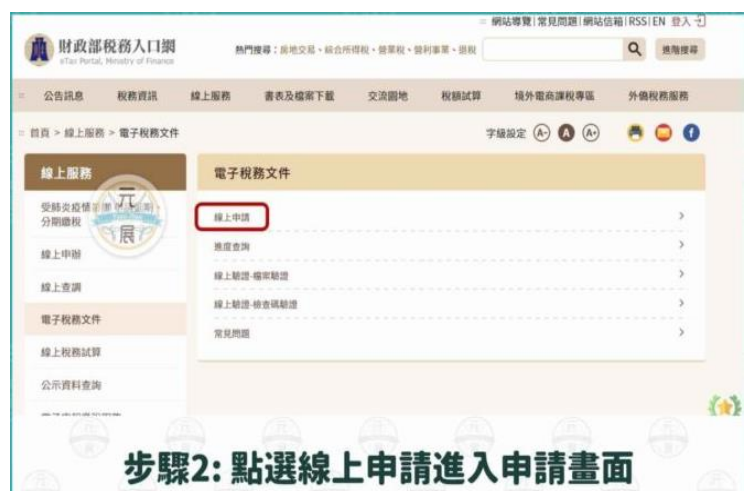 網站導覽|常見問題|網站信箱|RSS|EN 登入
財政部稅務入口網
eTax Portal, Ministry of Finance
熱門搜尋：房地交易、綜合所得稅、營業稅、營利事業、退稅
進階搜尋
公告訊息 稅務資訊 線上服務 書表及檔案下載 交流園地 稅額試算 境外電商課稅專區 外僑稅務服務
首頁 > 線上服務 > 電子稅務文件
字級設定 A- A A+
線上服務
受肺炎疫情
分期繳稅
線上申辦
線上查調
電子稅務文件
線上稅務試算
公示資料查詢
元展
電子稅務文件
線上申請
進度查詢
線上驗證-檔案驗證
線上驗證-檢查碼驗證
常見問題
步驟2: 點選線上申請進入申請畫面